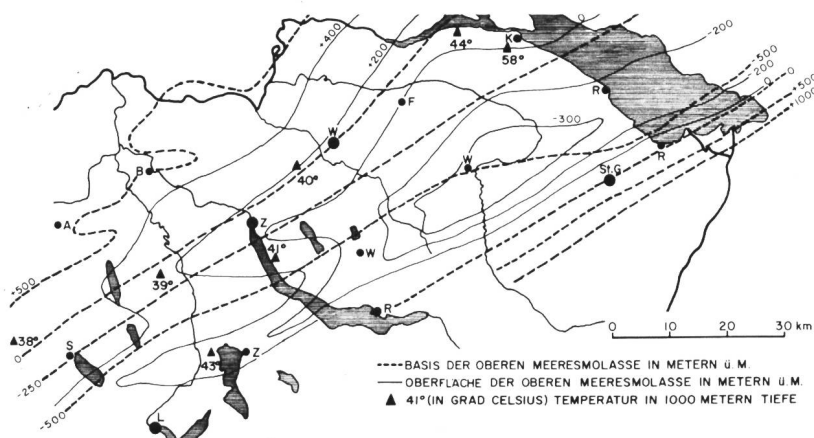 +400
+200
0
-200
44°
K
58°
-500
-200
0
0
+500
+1000
R
F
W
-300
B
40°
W
St.G
R
A
Z
41°
W
39°
+500
R
38°
S
0
Z
43°
-250
-500
L
0 10 20 30 km
BASIS DER OBEREN MEERESMOLASSE IN METERN ü.M.
OBERFLÄCHE DER OBEREN MEERESMOLASSE IN METERN ü.M.
41° (IN GRAD CELSIUS) TEMPERATUR IN 1000 METERN TIEFE